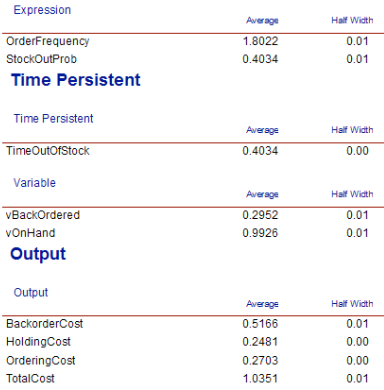 Expression
Average Half Width
OrderFrequency 1.8022 0.01
StockOutProb 0.4034 0.01
Time Persistent
Time Persistent
Average Half Width
TimeOutOfStock 0.4034 0.00
Variable
Average Half Width
vBackOrdered 0.2952 0.01
vOnHand 0.9926 0.01
Output
Output
Average Half Width
BackorderCost 0.5166 0.01
HoldingCost 0.2481 0.00
OrderingCost 0.2703 0.00
TotalCost 1.0351 0.01